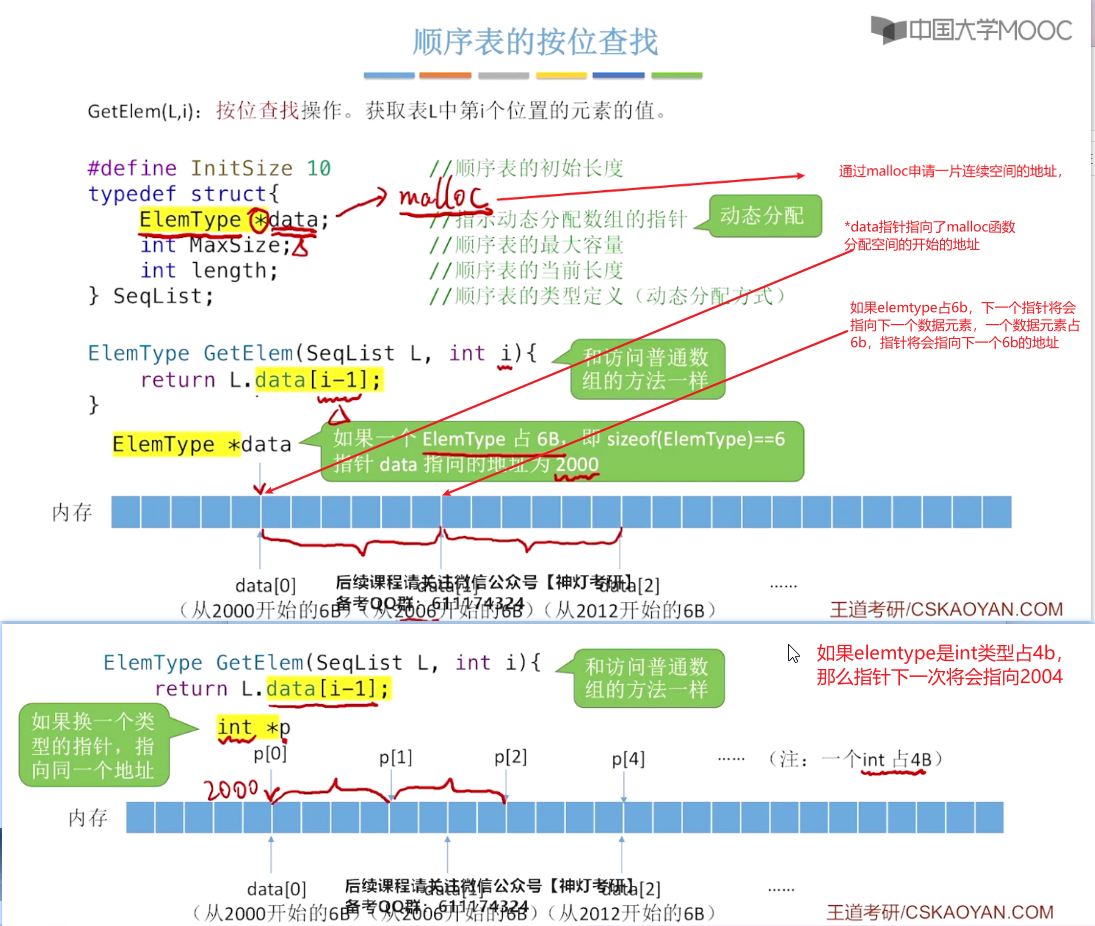 中国大学MOOC
顺序表的按位查找
GetElem(L,i)：按位查找操作。获取表L中第i个位置的元素的值。
#define InitSize 10 //顺序表的初始长度
typedef struct{ malloc
通过malloc申请一片连续空间的地址，
ElemType *data; //指示动态分配数组的指针
动态分配
int MaxSize; //顺序表的最大容量
*data指针指向了malloc函数
分配空间的开始的地址
int length; //顺序表的当前长度
} SeqList; //顺序表的类型定义（动态分配方式）
如果elemtype占6b，下一个指针将会
指向下一个数据元素，一个数据元素占
6b，指针将会指向下一个6b的地址
ElemType GetElem(SeqList L, int i){
return L.data[i-1];
}
和访问普通数
组的方法一样
ElemType *data
如果一个 ElemType 占 6B，即 sizeof(ElemType)==6
指针 data 指向的地址为 2000
内存
data[0] data[1] data[2] ……
后续课程请关注微信公众号【神灯考研】
备考QQ群：611174324
（从2000开始的6B）（从2006开始的6B）（从2012开始的6B）
王道考研/CSKAOYAN.COM
ElemType GetElem(SeqList L, int i){
return L.data[i-1];
和访问普通数
组的方法一样
如果elemtype是int类型占4b，
那么指针下一次将会指向2004
如果换一个类
型的指针，指
向同一个地址
int *p
p[0] p[1] p[2] p[4] …… （注：一个int 占4B）
2000
内存
data[0] data[1] data[2] ……
后续课程请关注微信公众号【神灯考研】
备考QQ群：611174324
（从2000开始的6B）（从2006开始的6B）（从2012开始的6B）
王道考研/CSKAOYAN.COM